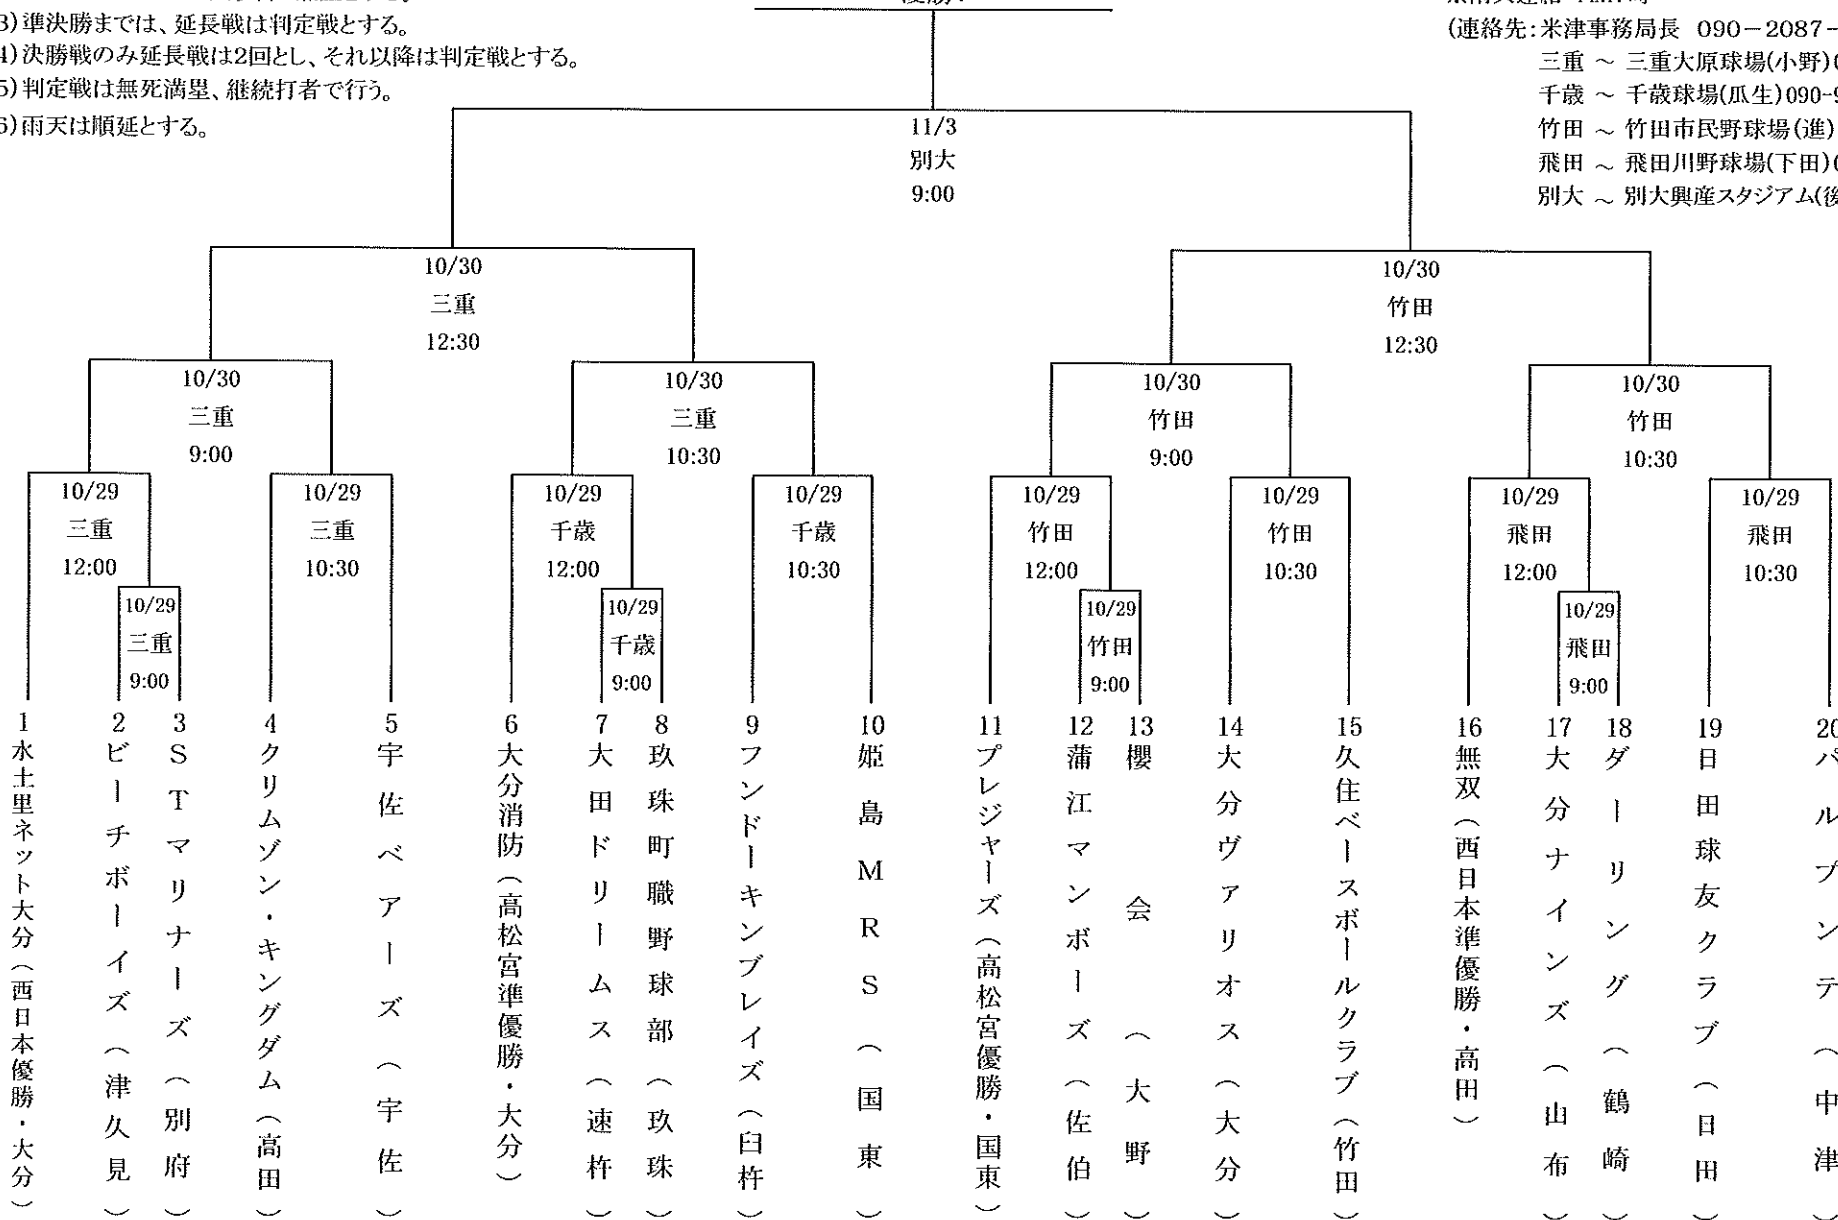 3)準決勝までは、延長戦は判定戦とする。
4)決勝戦のみ延長戦は2回とし、それ以降は判定戦とする。
5)判定戦は無死満塁、継続打者で行う。
6)雨天は順延とする。
(連絡先:米津事務局長 090-2087-
三重 ～ 三重大原球場(小野)
千歳 ～ 千歳球場(瓜生)090-9
竹田 ～ 竹田市民野球場(進)
飛田 ～ 飛田川野球場(下田)
別大 ～ 別大興産スタジアム(後
11/3
別大
9:00
10/30
三重
12:30
10/30
竹田
12:30
10/30
三重
9:00
10/30
三重
10:30
10/30
竹田
9:00
10/30
竹田
10:30
10/29
三重
12:00
10/29
三重
10:30
10/29
千歳
12:00
10/29
千歳
10:30
10/29
竹田
12:00
10/29
竹田
10:30
10/29
飛田
12:00
10/29
飛田
10:30
10/29
三重
9:00
10/29
千歳
9:00
10/29
竹田
9:00
10/29
飛田
9:00
1 水土里ネット大分(西日本優勝・大分)
2 ビーチボーイズ(津久見)
3 STマリナーズ(別府)
4 クリムゾン・キングダム(高田)
5 宇佐ベアーズ(宇佐)
6 大分消防(高松宮準優勝・大分)
7 大田ドリームス(速杵)
8 玖珠町職野球部(玖珠)
9 フンドーキンブレイズ(臼杵)
10 姫島MRS(国東)
11 プレジャーズ(高松宮優勝・国東)
12 蒲江マンボーズ(佐伯)
13 櫻会(大野)
14 大分ヴァリオス(大分)
15 久住ベースボールクラブ(竹田)
16 無双(西日本準優勝・高田)
17 大分ナインズ(山布)
18 ダーリング(鶴崎)
19 日田球友クラブ(日田)
20 パルプンテ(中津)